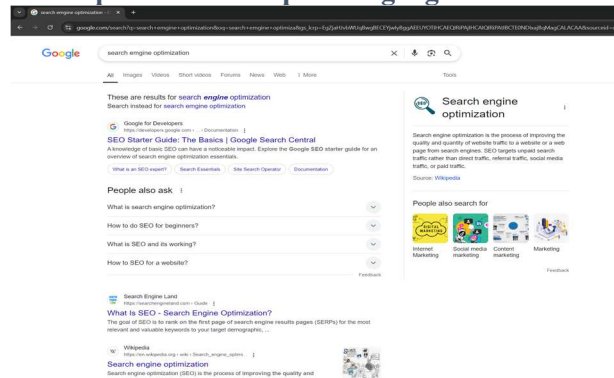 search emgine optimization
google.com/search?q=search+emgine+optimization&oq=search+emgine+optimiza&gs_lcrp=
Google
search emgine optimization
All Images Videos Short videos Forums News Web More Tools
These are results for search engine optimization
Search instead for search emgine optimization
Google for Developers
https://developers.google.com › ... › Documentation
SEO Starter Guide: The Basics | Google Search Central
A knowledge of basic SEO can have a noticeable impact. Explore the Google SEO starter guide for an
overview of search engine optimization essentials.
What is an SEO expert? Search Essentials Site Search Operator Documentation
People also ask
What is search engine optimization?
How to do SEO for beginners?
What is SEO and its working?
How to SEO for a website?
Feedback
Search Engine Land
https://searchengineland.com › Guide
What Is SEO - Search Engine Optimization?
The goal of SEO is to rank on the first page of search engine results pages (SERPs) for the most
relevant and valuable keywords to your target demographic, ...
Wikipedia
https://en.wikipedia.org › wiki › Search_engine_optimi...
Search engine optimization
Search engine optimization (SEO) is the process of improving the quality and
Search engine
optimization
Search engine optimization is the process of improving the
quality and quantity of website traffic to a website or a web
page from search engines. SEO targets unpaid search
traffic rather than direct traffic, referral traffic, social media
traffic, or paid traffic.
Source: Wikipedia
People also search for
DIGITAL
MARKETING
Internet
Marketing
Social media
marketing
Content
marketing
Marketing
Feedback